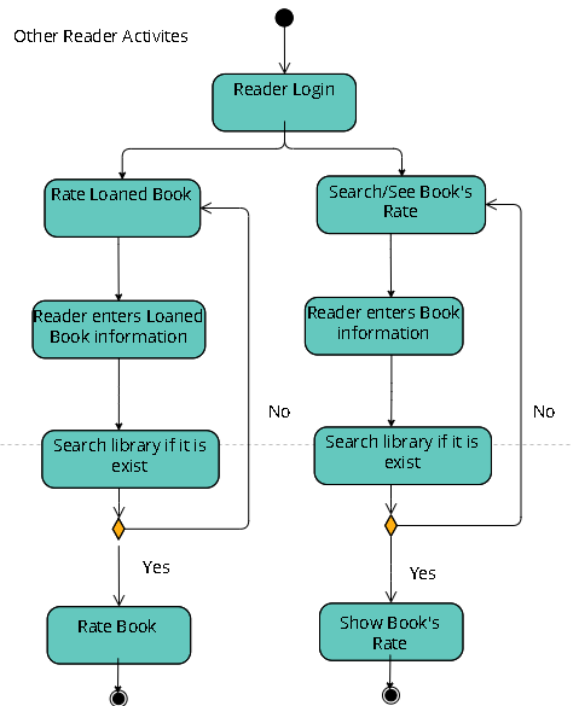 Other Reader Activites
Reader Login
Rate Loaned Book
Search/See Book's
Rate
Reader enters Loaned
Book information
Reader enters Book
information
No
No
Search library if it is
exist
Search library if it is
exist
Yes
Yes
Rate Book
Show Book's
Rate